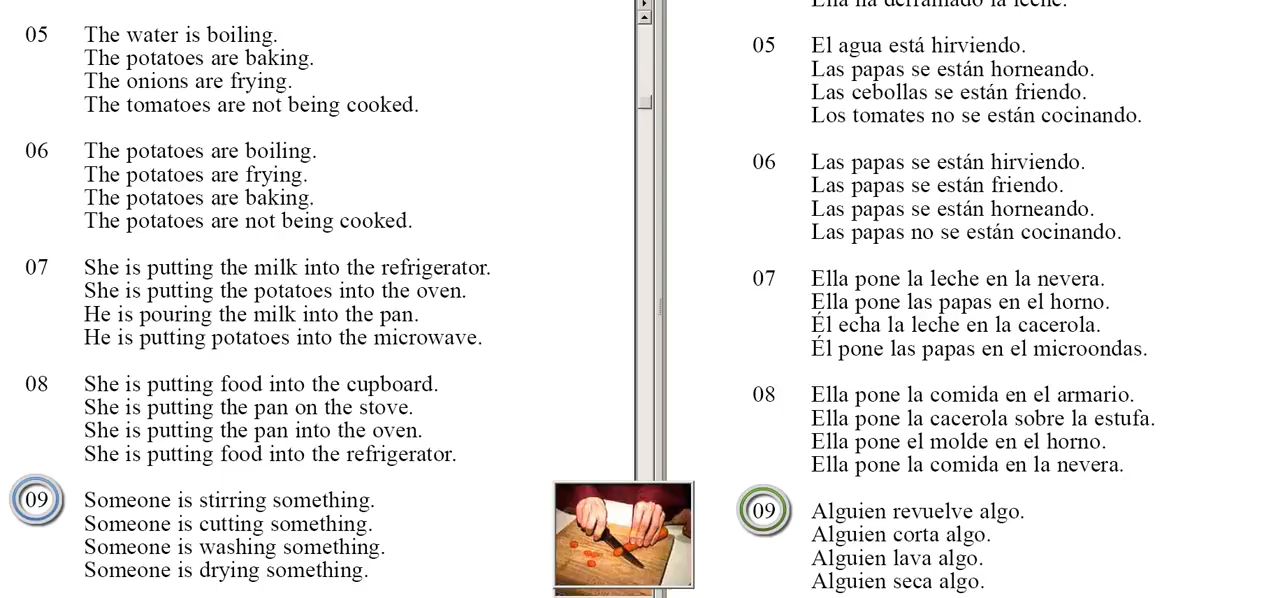 05 The water is boiling.
The potatoes are baking.
The onions are frying.
The tomatoes are not being cooked.
06 The potatoes are boiling.
The potatoes are frying.
The potatoes are baking.
The potatoes are not being cooked.
07 She is putting the milk into the refrigerator.
She is putting the potatoes into the oven.
He is pouring the milk into the pan.
He is putting potatoes into the microwave.
08 She is putting food into the cupboard.
She is putting the pan on the stove.
She is putting the pan into the oven.
She is putting food into the refrigerator.
09 Someone is stirring something.
Someone is cutting something.
Someone is washing something.
Someone is drying something.
Ella ha derramado la leche.
05 El agua está hirviendo.
Las papas se están horneando.
Las cebollas se están friendo.
Los tomates no se están cocinando.
06 Las papas se están hirviendo.
Las papas se están friendo.
Las papas se están horneando.
Las papas no se están cocinando.
07 Ella pone la leche en la nevera.
Ella pone las papas en el horno.
Él echa la leche en la cacerola.
Él pone las papas en el microondas.
08 Ella pone la comida en el armario.
Ella pone la cacerola sobre la estufa.
Ella pone el molde en el horno.
Ella pone la comida en la nevera.
09 Alguien revuelve algo.
Alguien corta algo.
Alguien lava algo.
Alguien seca algo.